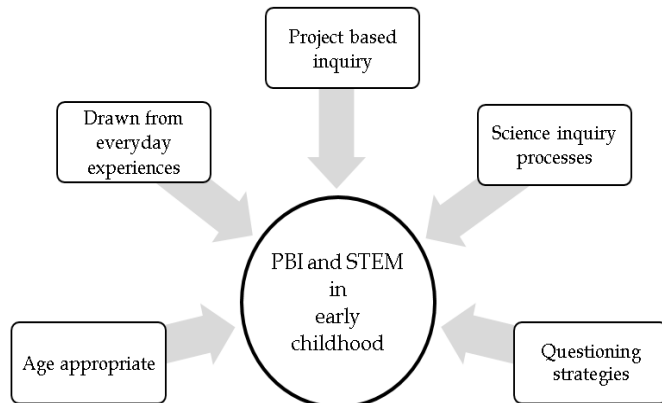 Project based
inquiry
Drawn from
everyday
experiences
Science inquiry
processes
PBI and STEM
in
early
childhood
Age appropriate
Questioning
strategies